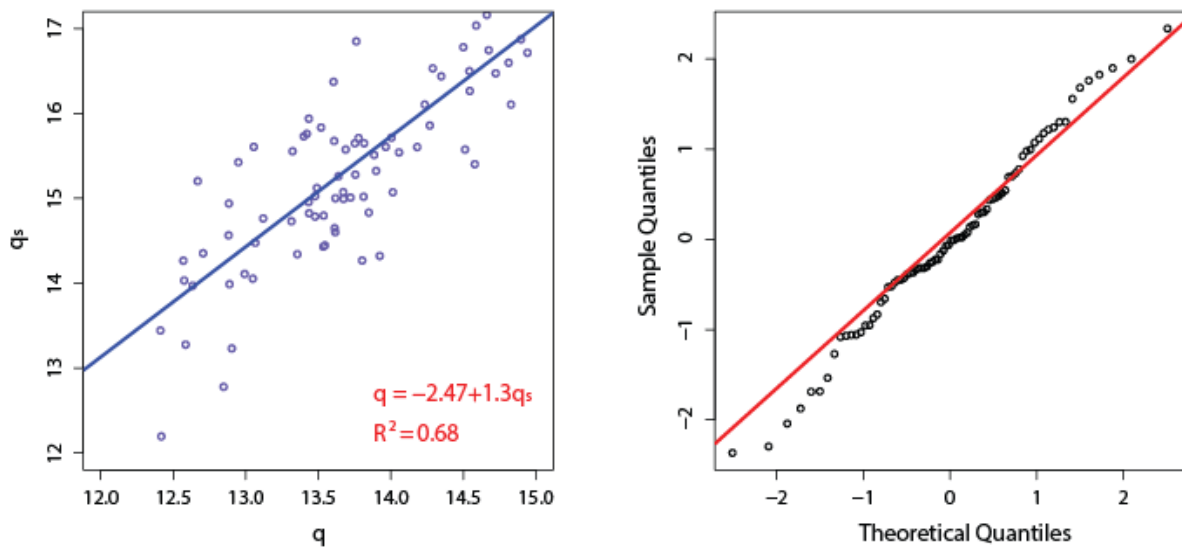 17
16
15
14
13
12
qs
q = −2.47+1.3qs
R² = 0.68
12.0 12.5 13.0 13.5 14.0 14.5 15.0
q
2
1
0
−1
−2
Sample Quantiles
−2 −1 0 1 2
Theoretical Quantiles